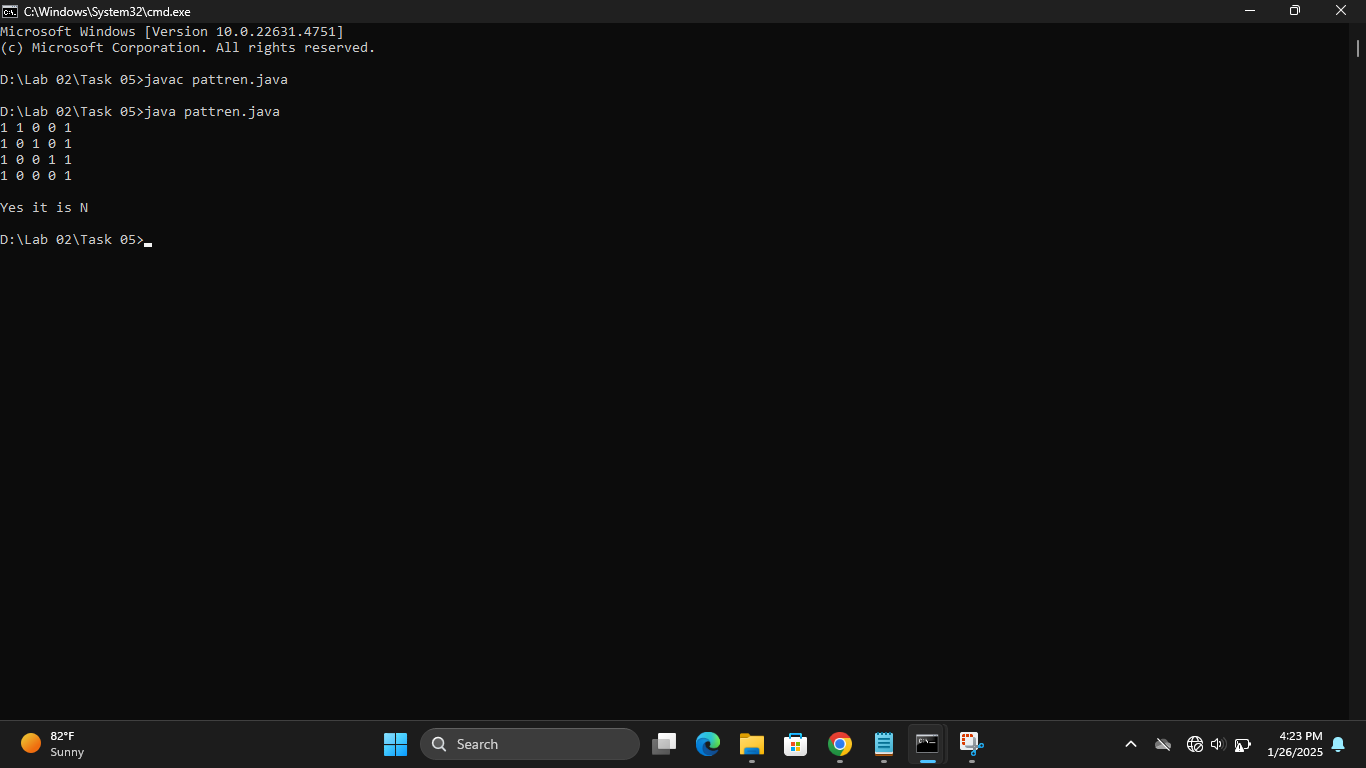 C:\Windows\System32\cmd.exe
Microsoft Windows [Version 10.0.22631.4751]
(c) Microsoft Corporation. All rights reserved.
D:\Lab 02\Task 05>javac pattren.java
D:\Lab 02\Task 05>java pattren.java
1 1 0 0 1
1 0 1 0 1
1 0 0 1 1
1 0 0 0 1
Yes it is N
D:\Lab 02\Task 05>
82°F
Sunny
Search
4:23 PM
1/26/2025